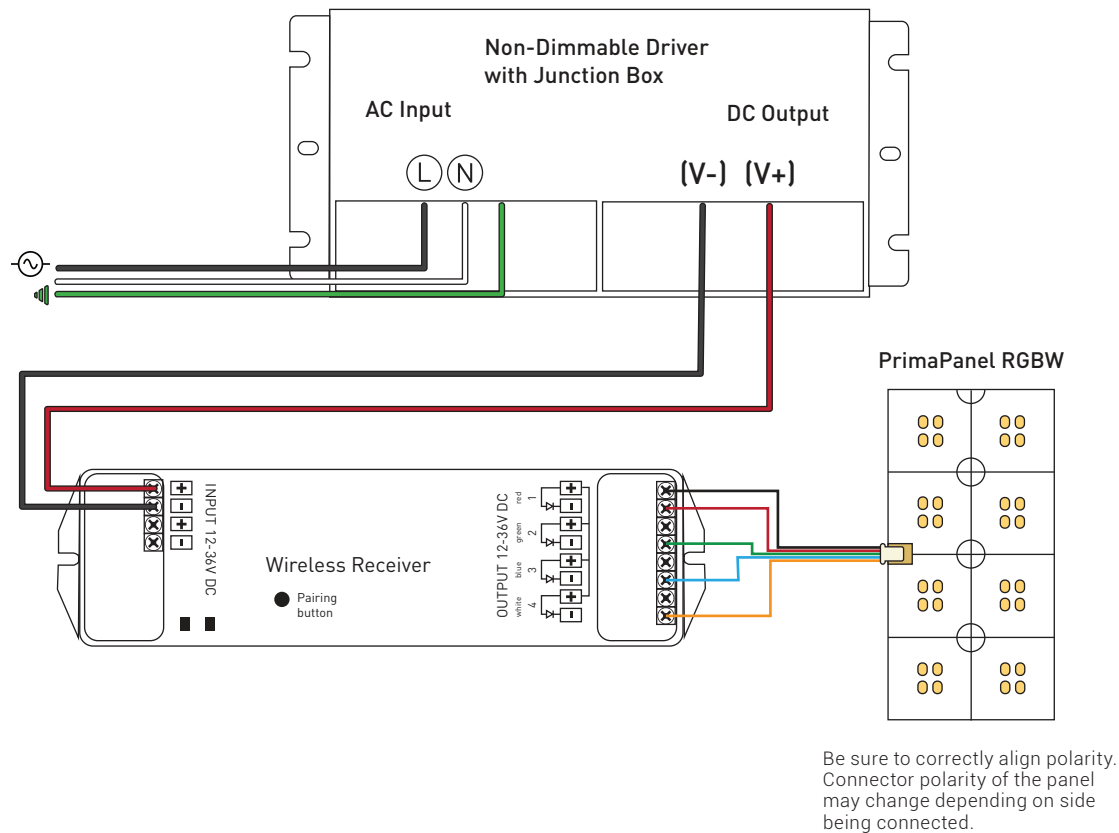 Non-Dimmable Driver
with Junction Box
AC Input
DC Output
L N
(V-) (V+)
PrimaPanel RGBW
+
-
+
-
INPUT 12-36V DC
Wireless Receiver
Pairing
button
OUTPUT 12-36V DC
red
1
+
-
green
2
+
-
blue
3
+
-
white
4
+
-
Be sure to correctly align polarity.
Connector polarity of the panel
may change depending on side
being connected.